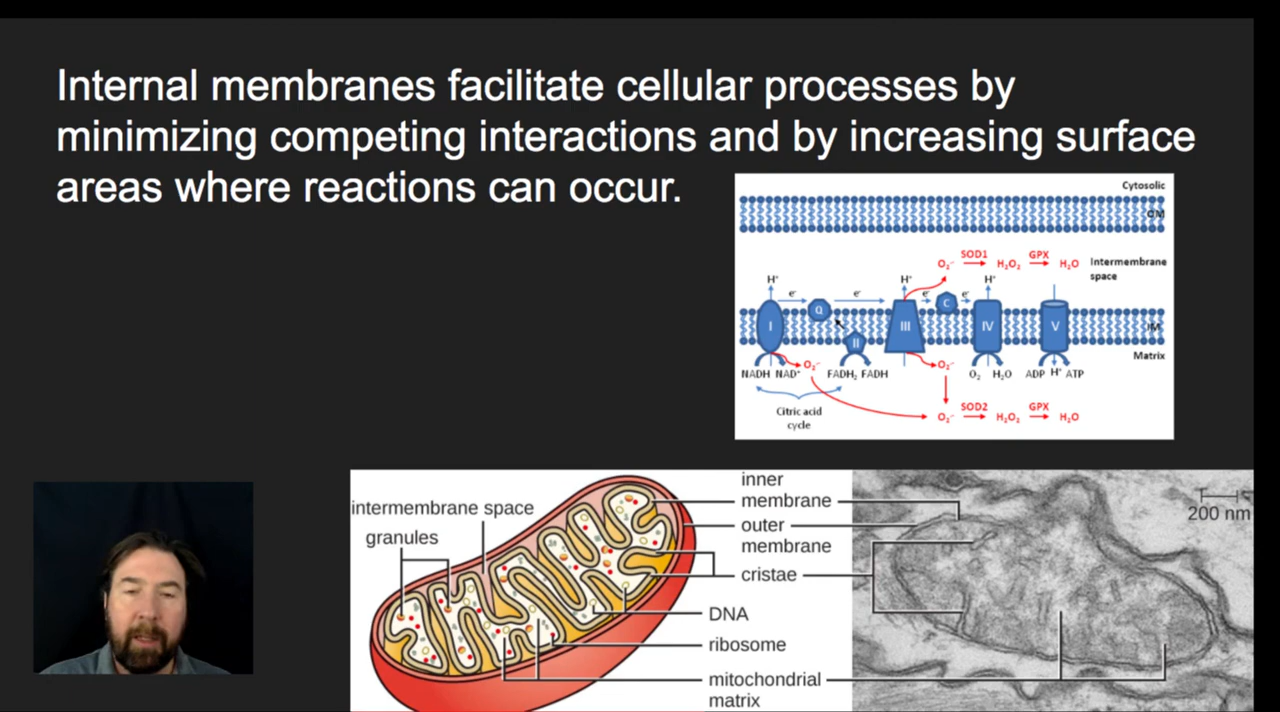 Internal membranes facilitate cellular processes by
minimizing competing interactions and by increasing surface
areas where reactions can occur.
Cytosolic
OM
SOD1
GPX
O₂⁻
H₂O₂
H₂O
Intermembrane
space
H⁺
H⁺
H⁺
e⁻
e⁻
e⁻
e⁻
Q
C
I
II
III
IV
V
IM
Matrix
O₂⁻
O₂⁻
NADH NAD⁺
FADH₂ FADH
O₂ H₂O
ADP H⁺ ATP
Citric acid
cycle
SOD2
GPX
O₂⁻
H₂O₂
H₂O
intermembrane space
granules
inner
membrane
outer
membrane
cristae
DNA
ribosome
mitochondrial
matrix
200 nm